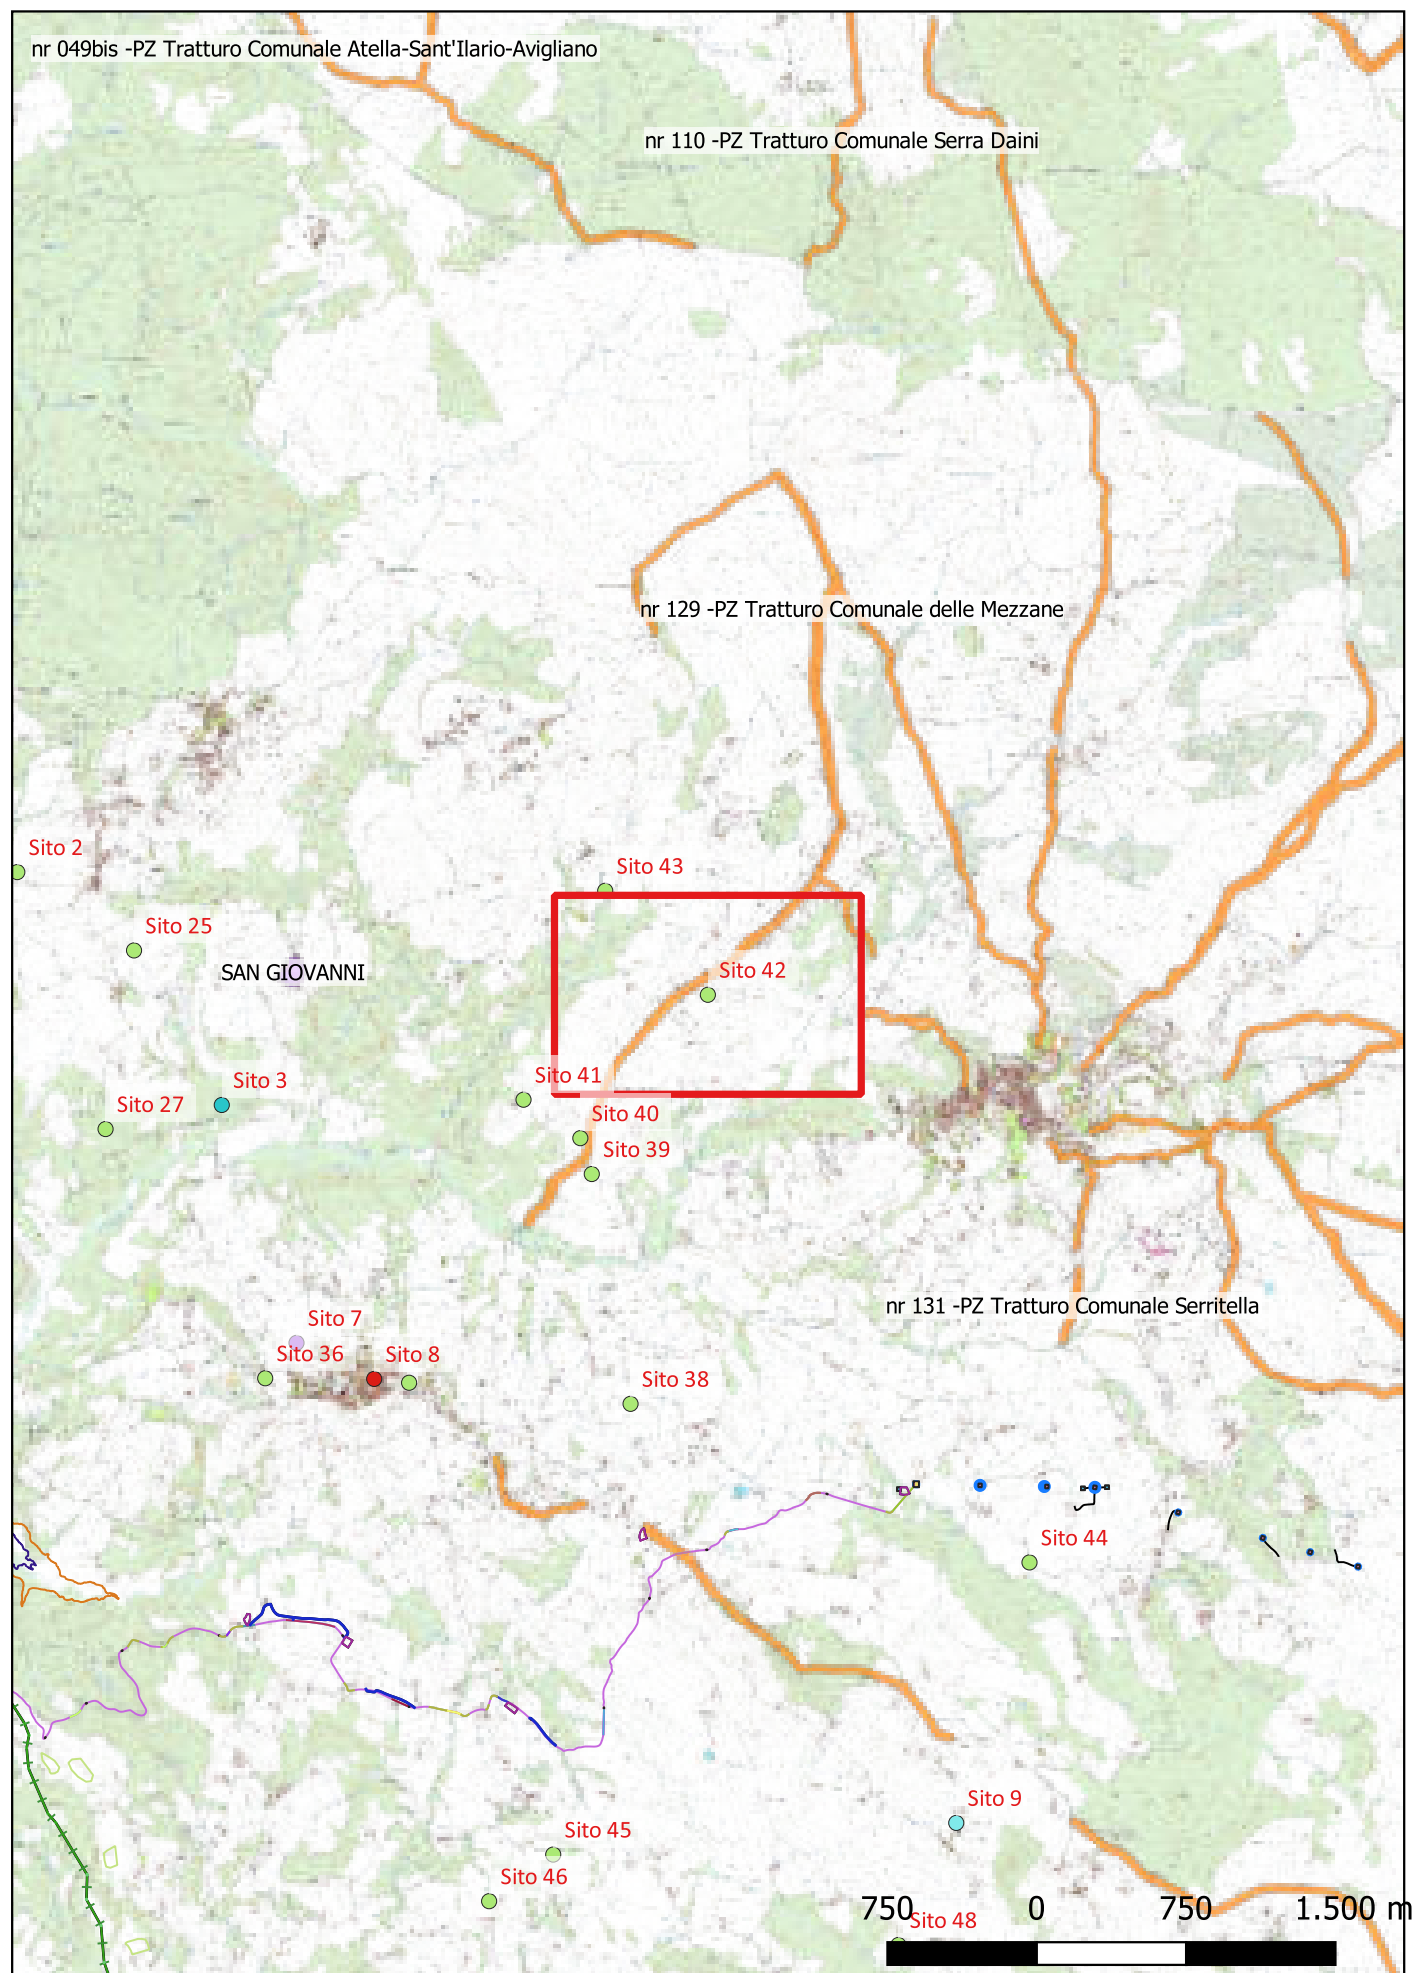 nr 049bis -PZ Tratturo Comunale Atella-Sant'Ilario-Avigliano
nr 110 -PZ Tratturo Comunale Serra Daini
nr 129 -PZ Tratturo Comunale delle Mezzane
Sito 2
Sito 43
Sito 25
SAN GIOVANNI
Sito 42
Sito 41
Sito 3
Sito 27
Sito 40
Sito 39
nr 131 -PZ Tratturo Comunale Serritella
Sito 7
Sito 36
Sito 8
Sito 38
Sito 44
Sito 9
Sito 45
Sito 46
750 0 750 1.500 m
Sito 48